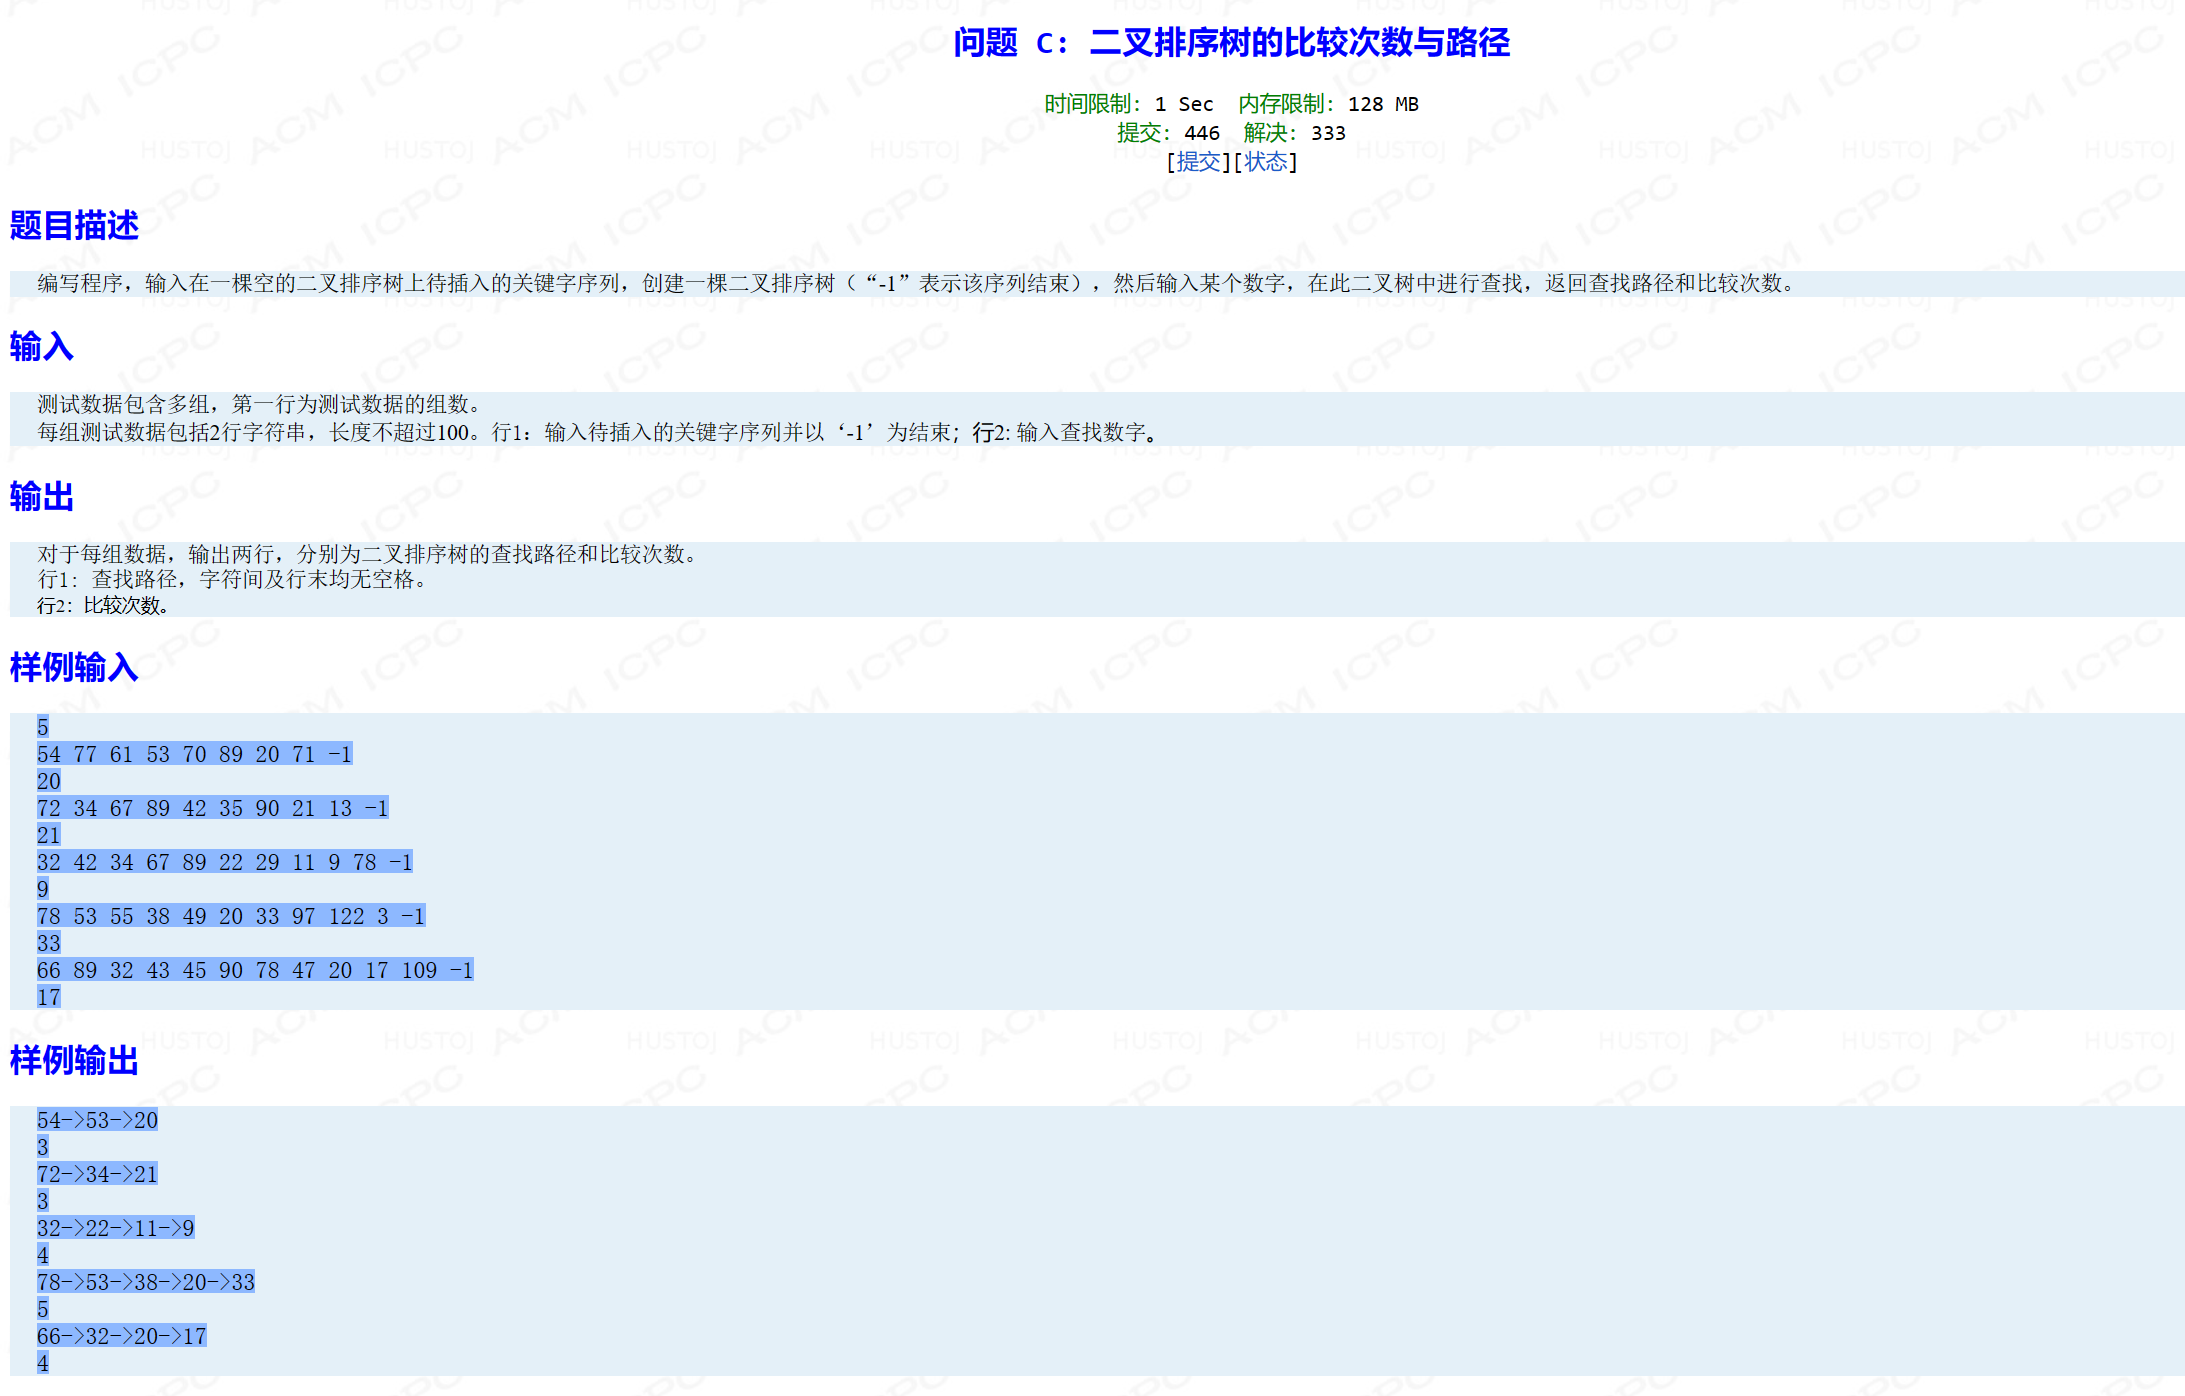 问题 C: 二叉排序树的比较次数与路径
时间限制: 1 Sec 内存限制: 128 MB
提交: 446 解决: 333
[提交][状态]
题目描述
编写程序，输入在一棵空的二叉排序树上待插入的关键字序列，创建一棵二叉排序树（“-1”表示该序列结束），然后输入某个数字，在此二叉树中进行查找，返回查找路径和比较次数。
输入
测试数据包含多组，第一行为测试数据的组数。
每组测试数据包括2行字符串，长度不超过100。行1：输入待插入的关键字序列并以‘-1’为结束；行2: 输入查找数字。
输出
对于每组数据，输出两行，分别为二叉排序树的查找路径和比较次数。
行1: 查找路径，字符间及行末均无空格。
行2：比较次数。
样例输入
5
54 77 61 53 70 89 20 71 -1
20
72 34 67 89 42 35 90 21 13 -1
21
32 42 34 67 89 22 29 11 9 78 -1
9
78 53 55 38 49 20 33 97 122 3 -1
33
66 89 32 43 45 90 78 47 20 17 109 -1
17
样例输出
54->53->20
3
72->34->21
3
32->22->11->9
4
78->53->38->20->33
5
66->32->20->17
4